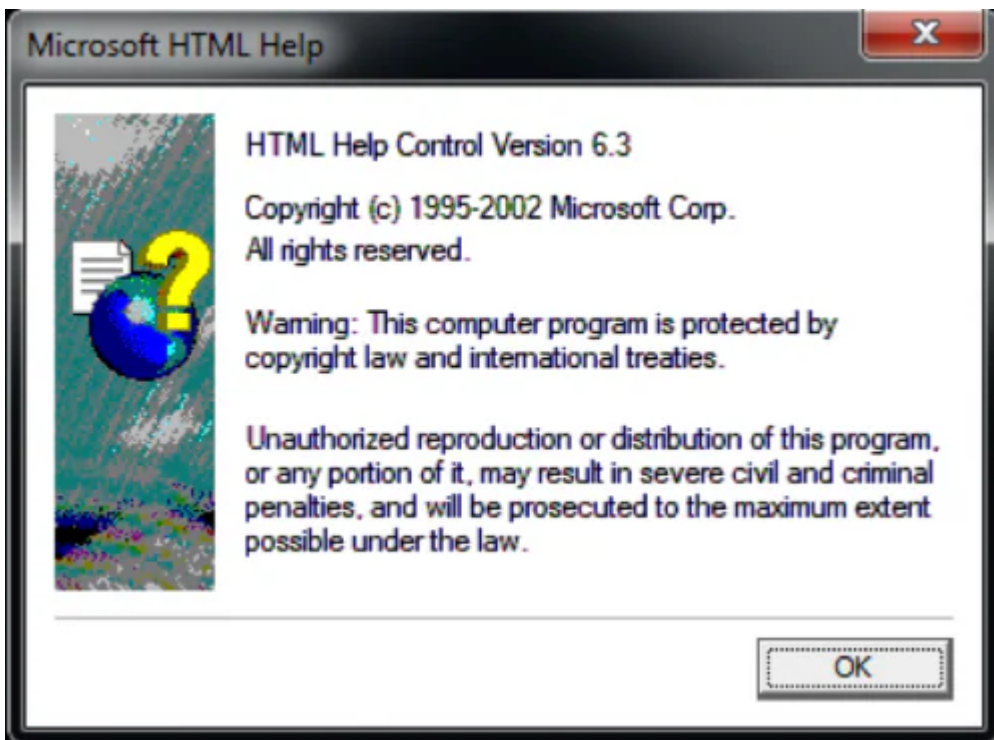 Microsoft HTML Help
HTML Help Control Version 6.3
Copyright (c) 1995-2002 Microsoft Corp.
All rights reserved.
Warning: This computer program is protected by
copyright law and international treaties.
Unauthorized reproduction or distribution of this program,
or any portion of it, may result in severe civil and criminal
penalties, and will be prosecuted to the maximum extent
possible under the law.
OK